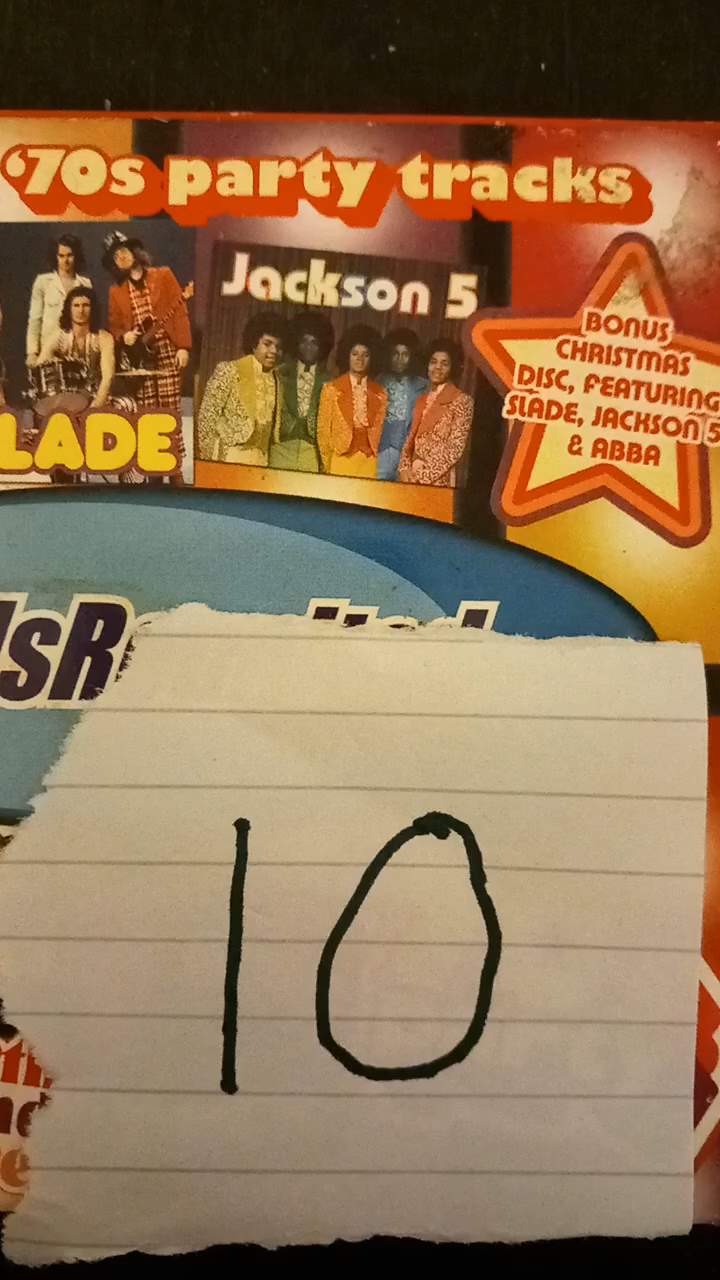 '70s party tracks
Jackson 5
BONUS
CHRISTMAS
DISC, FEATURING
SLADE, JACKSON 5
& ABBA
LADE
10